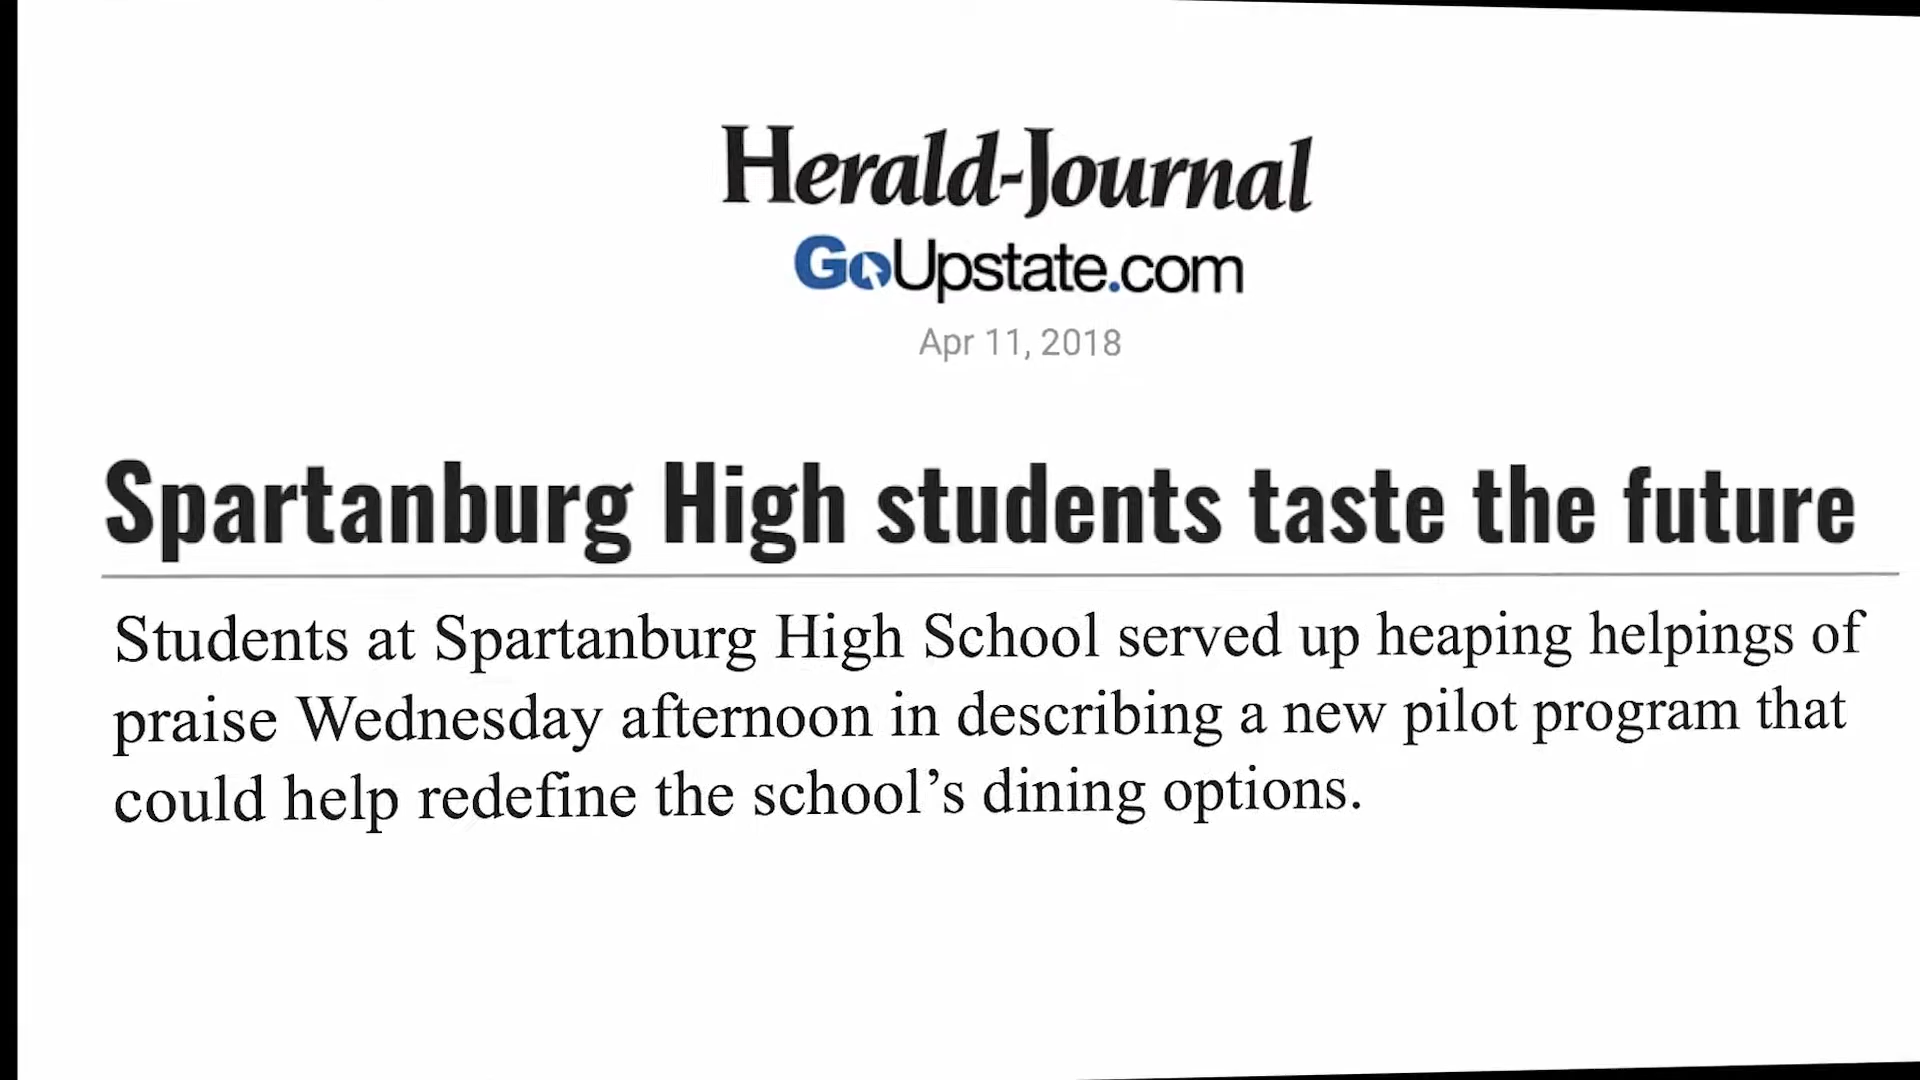 Herald-Journal
GoUpstate.com
Apr 11, 2018
Spartanburg High students taste the future
Students at Spartanburg High School served up heaping helpings of
praise Wednesday afternoon in describing a new pilot program that
could help redefine the school’s dining options.